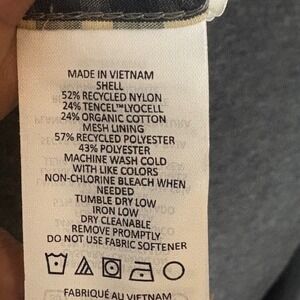 MADE IN VIETNAM
SHELL
52% RECYCLED NYLON
24% TENCEL™LYOCELL
24% ORGANIC COTTON
MESH LINING
57% RECYCLED POLYESTER
43% POLYESTER
MACHINE WASH COLD
WITH LIKE COLORS
NON-CHLORINE BLEACH WHEN
NEEDED
TUMBLE DRY LOW
IRON LOW
DRY CLEANABLE
REMOVE PROMPTLY
DO NOT USE FABRIC SOFTENER
FABRIQUÉ AU VIETNAM